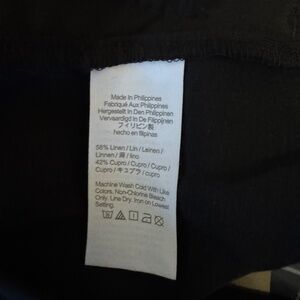 Made In Philippines
Fabriqué Aux Philippines
Hergestellt In Den Philippinen
Vervaardigd In De Filippijnen
フィリピン製
hecho en filipinas
58% Linen / Lin / Leinen /
Linnen / 麻 / lino
42% Cupro / Cupro / Cupro /
Cupro / キュプラ / cupro
Machine Wash Cold With Like
Colors. Non-Chlorine Bleach
Only. Line Dry. Iron on Lowest
Setting.